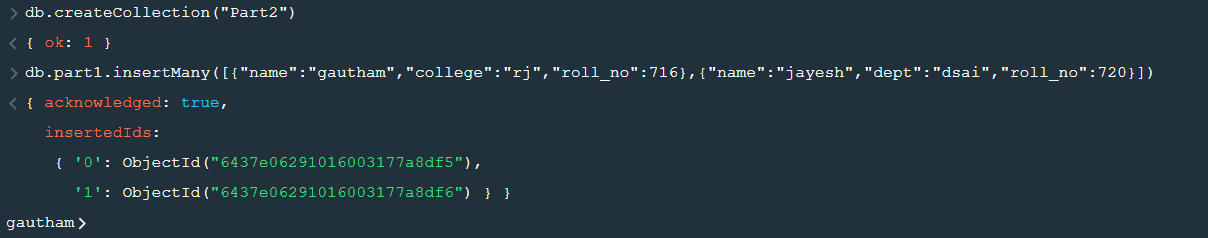 > db.createCollection("Part2")
< { ok: 1 }
> db.part1.insertMany([{"name":"gautham","college":"rj","roll_no":716},{"name":"jayesh","dept":"dsai","roll_no":720}])
< { acknowledged: true,
insertedIds:
{ '0': ObjectId("6437e06291016003177a8df5"),
'1': ObjectId("6437e06291016003177a8df6") } }
gautham>